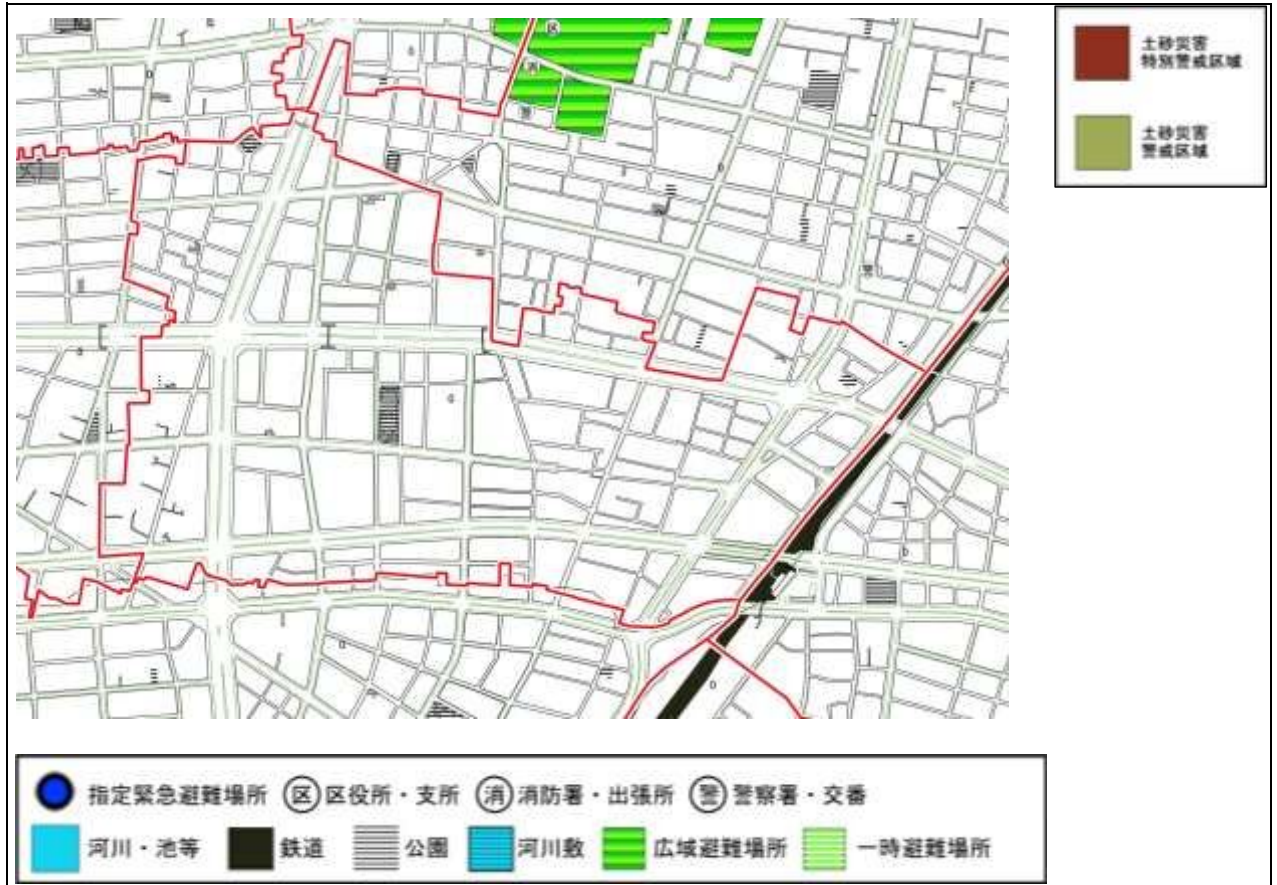 区
消
警
土砂災害
特別警戒区域
土砂災害
警戒区域
指定緊急避難場所 区 区役所・支所 消 消防署・出張所 警 警察署・交番
河川・池等 鉄道 公園 河川敷 広域避難場所 一時避難場所